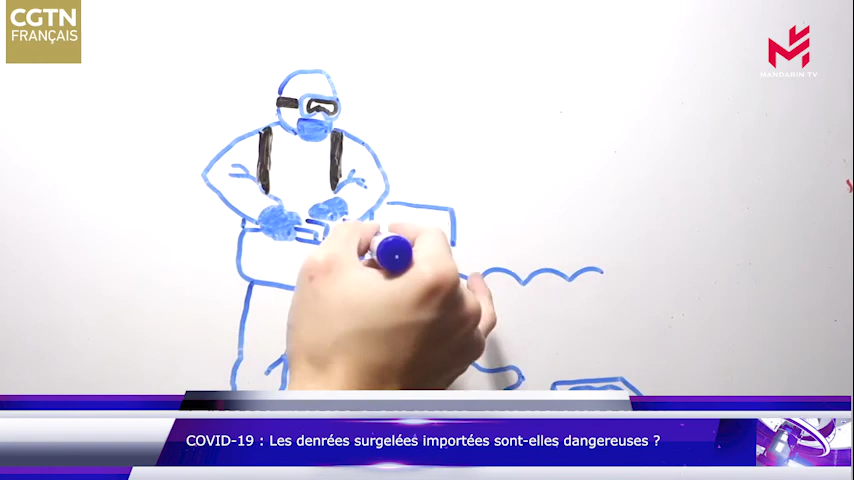 CGTN
FRANÇAIS
MANDARIN TV
COVID-19 : Les denrées surgelées importées sont-elles dangereuses ?